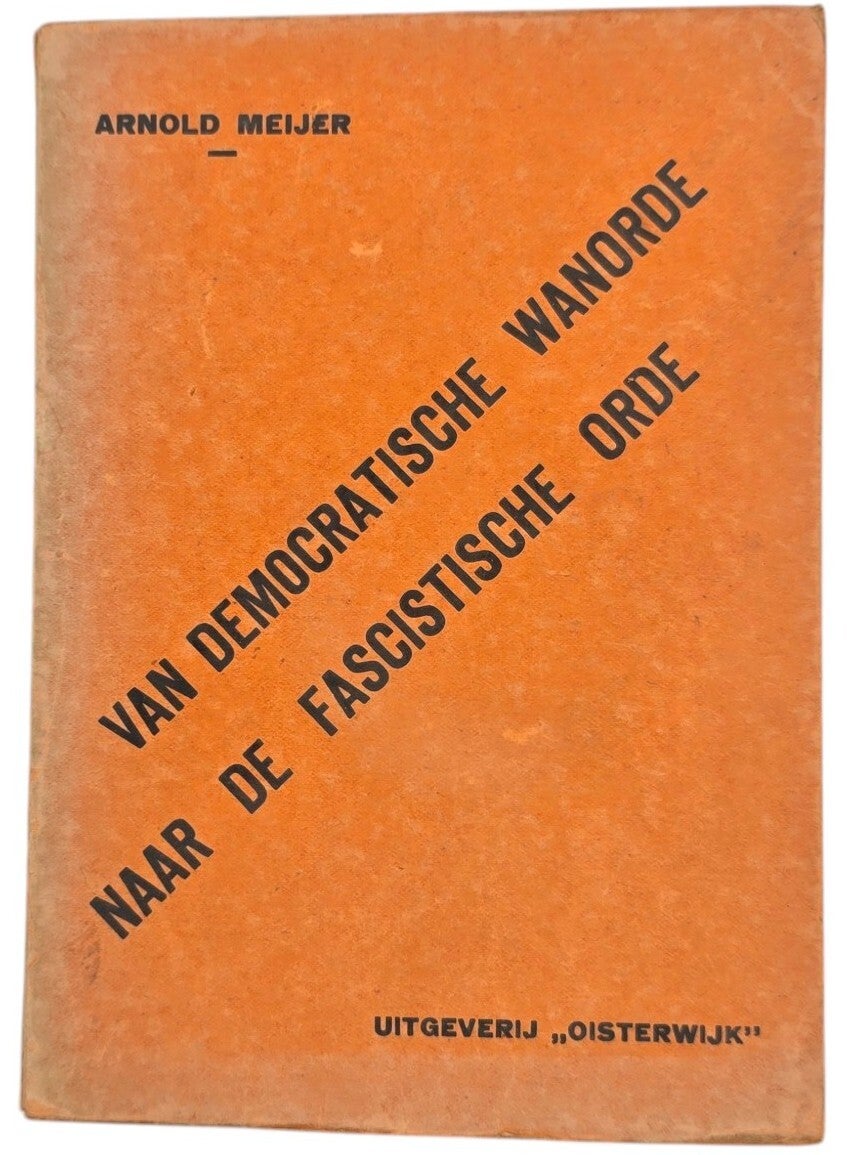 ARNOLD MEIJER
VAN DEMOCRATISCHE WANORDE
NAAR DE FASCISTISCHE ORDE
UITGEVERIJ „OISTERWIJK”